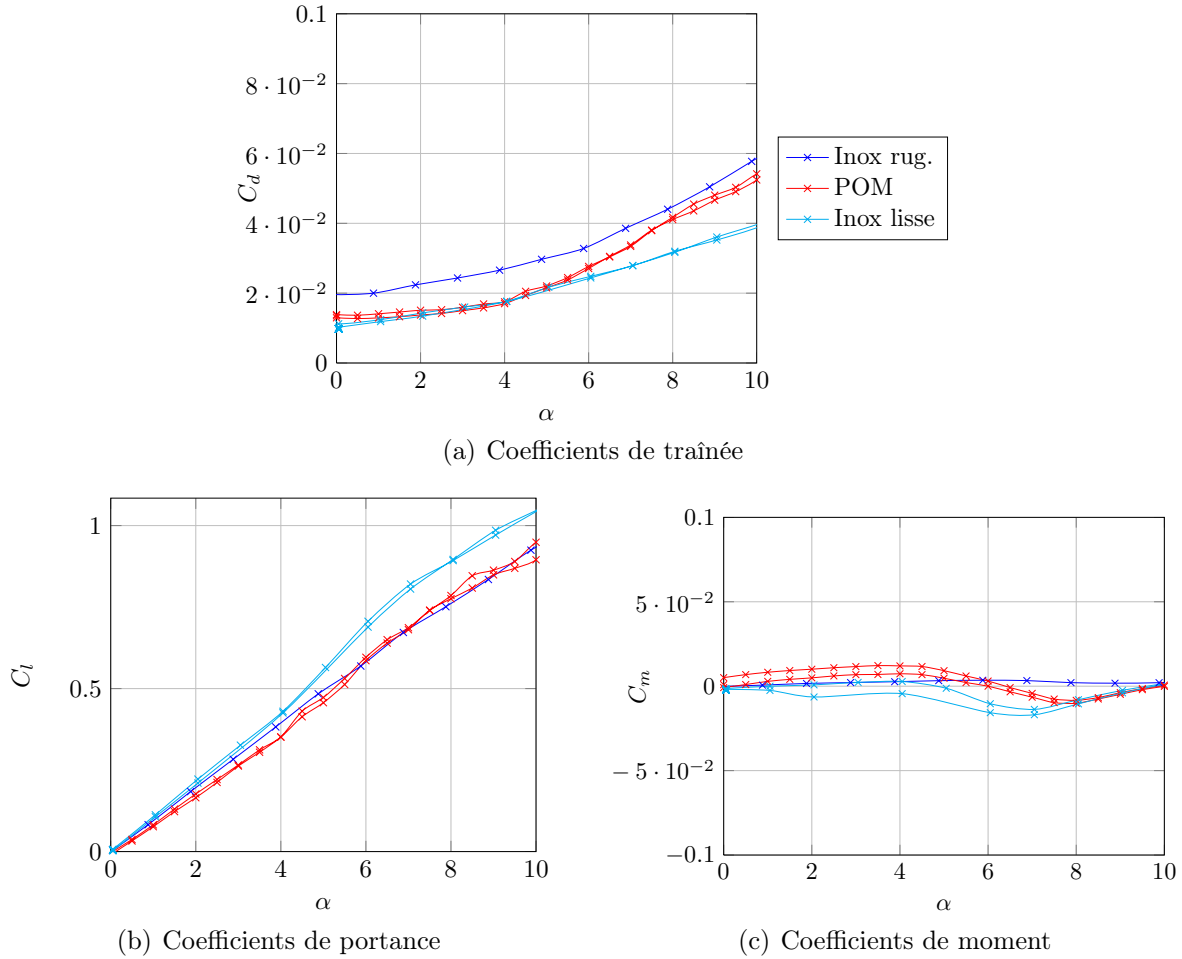 0.1
8 · 10⁻²
6 · 10⁻²
4 · 10⁻²
2 · 10⁻²
0
C_d
0 2 4 6 8 10
α
Inox rug.
POM
Inox lisse
(a) Coefficients de traînée
1
0.5
0
C_l
0 2 4 6 8 10
α
(b) Coefficients de portance
0.1
5 · 10⁻²
0
−5 · 10⁻²
−0.1
C_m
0 2 4 6 8 10
α
(c) Coefficients de moment